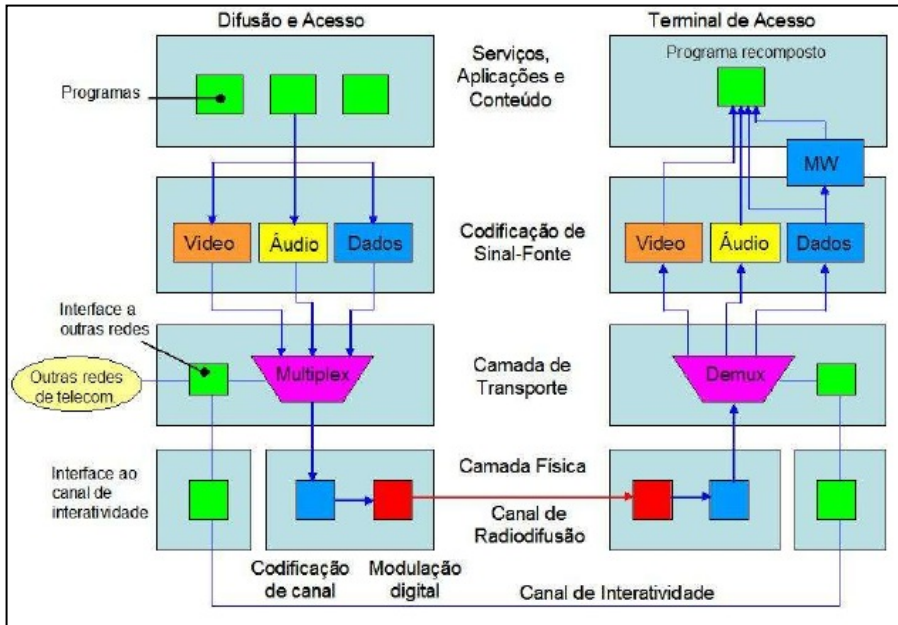 Difusão e Acesso
Terminal de Acesso
Programas
Serviços,
Aplicações e
Conteúdo
Programa recomposto
MW
Video
Áudio
Dados
Codificação de
Sinal-Fonte
Video
Áudio
Dados
Interface a
outras redes
Outras redes
de telecom.
Multiplex
Camada de
Transporte
Demux
Interface ao
canal de
interatividade
Camada Física
Canal de
Radiodifusão
Codificação
de canal
Modulação
digital
Canal de Interatividade